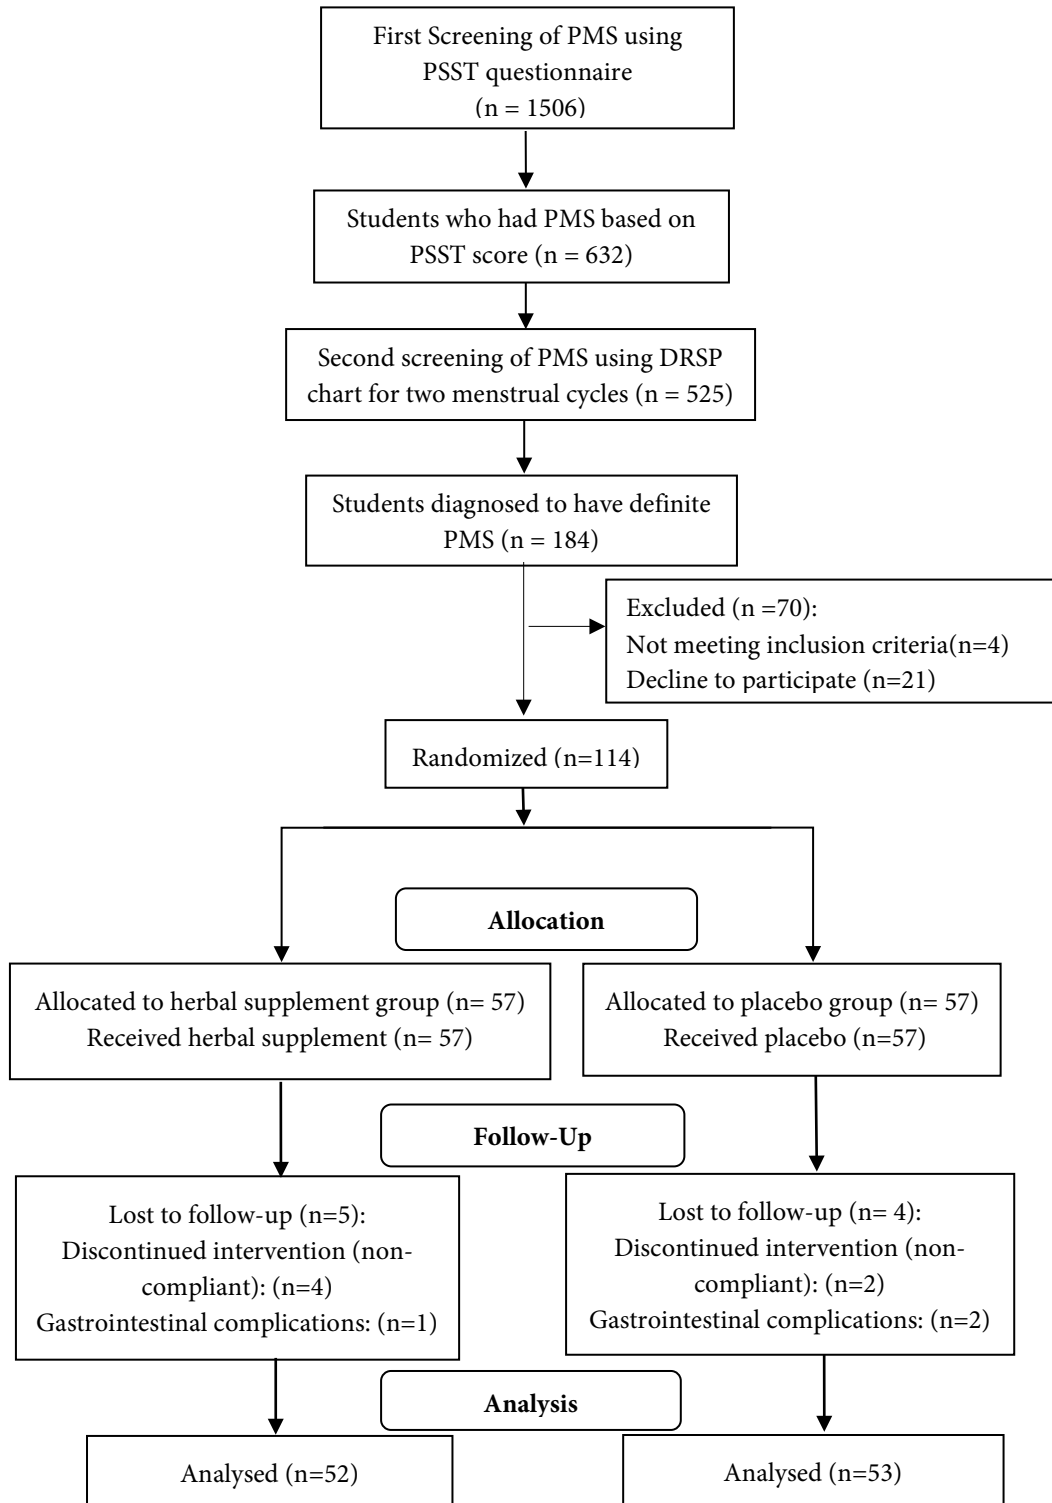 First Screening of PMS using
PSST questionnaire
(n = 1506)
Students who had PMS based on
PSST score (n = 632)
Second screening of PMS using DRSP
chart for two menstrual cycles (n = 525)
Students diagnosed to have definite
PMS (n = 184)
Excluded (n =70):
Not meeting inclusion criteria(n=4)
Decline to participate (n=21)
Randomized (n=114)
Allocation
Allocated to herbal supplement group (n= 57)
Received herbal supplement (n= 57)
Allocated to placebo group (n= 57)
Received placebo (n=57)
Follow-Up
Lost to follow-up (n=5):
Discontinued intervention (non-
compliant): (n=4)
Gastrointestinal complications: (n=1)
Lost to follow-up (n= 4):
Discontinued intervention (non-
compliant): (n=2)
Gastrointestinal complications: (n=2)
Analysis
Analysed (n=52)
Analysed (n=53)